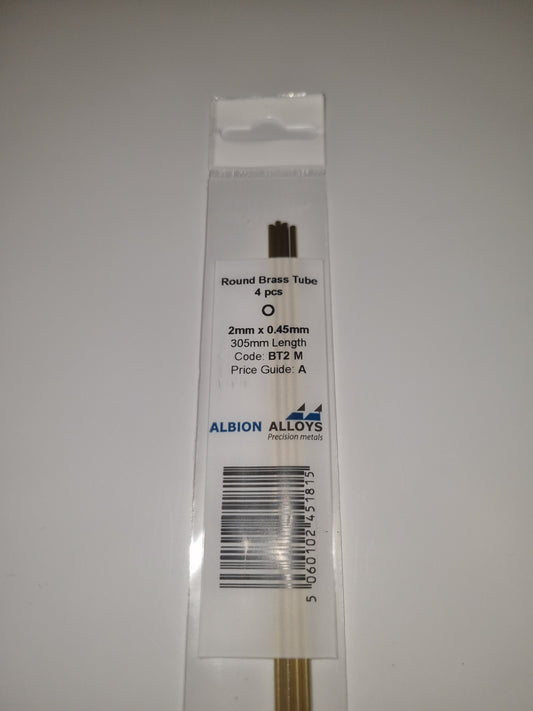 Round Brass Tube
4 pcs
2mm x 0.45mm
305mm Length
Code: BT2 M
Price Guide: A
ALBION ALLOYS
Precision metals
5 060102 451815